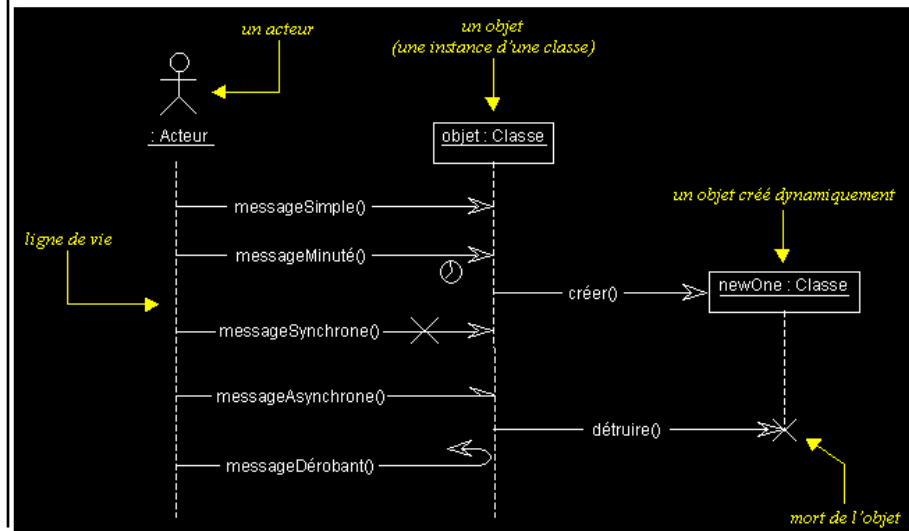 un acteur
un objet
(une instance d'une classe)
: Acteur
objet : Classe
messageSimple()
un objet créé dynamiquement
ligne de vie
messageMinuté()
créer()
newOne : Classe
messageSynchrone()
messageAsynchrone()
détruire()
messageDérobant()
mort de l'objet